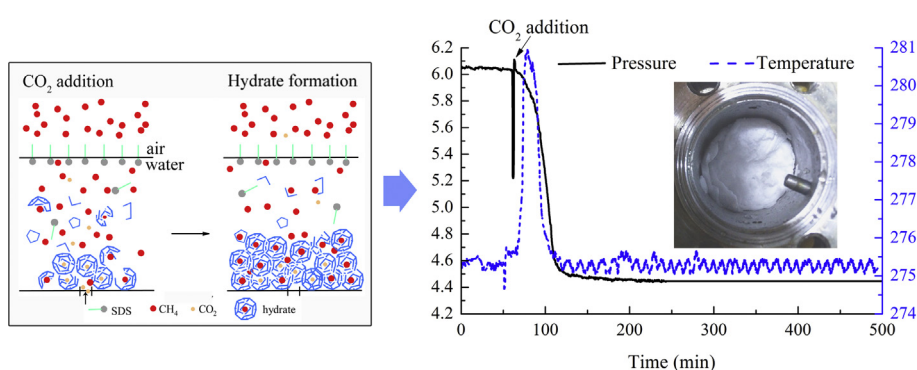 CO₂ addition
Hydrate formation
air
water
SDS
CH₄
CO₂
hydrate
CO₂ addition
Pressure
Temperature
6.2
6.0
5.8
5.6
5.4
5.2
5.0
4.8
4.6
4.4
4.2
281
280
279
278
277
276
275
274
0
100
200
300
400
500
Time (min)